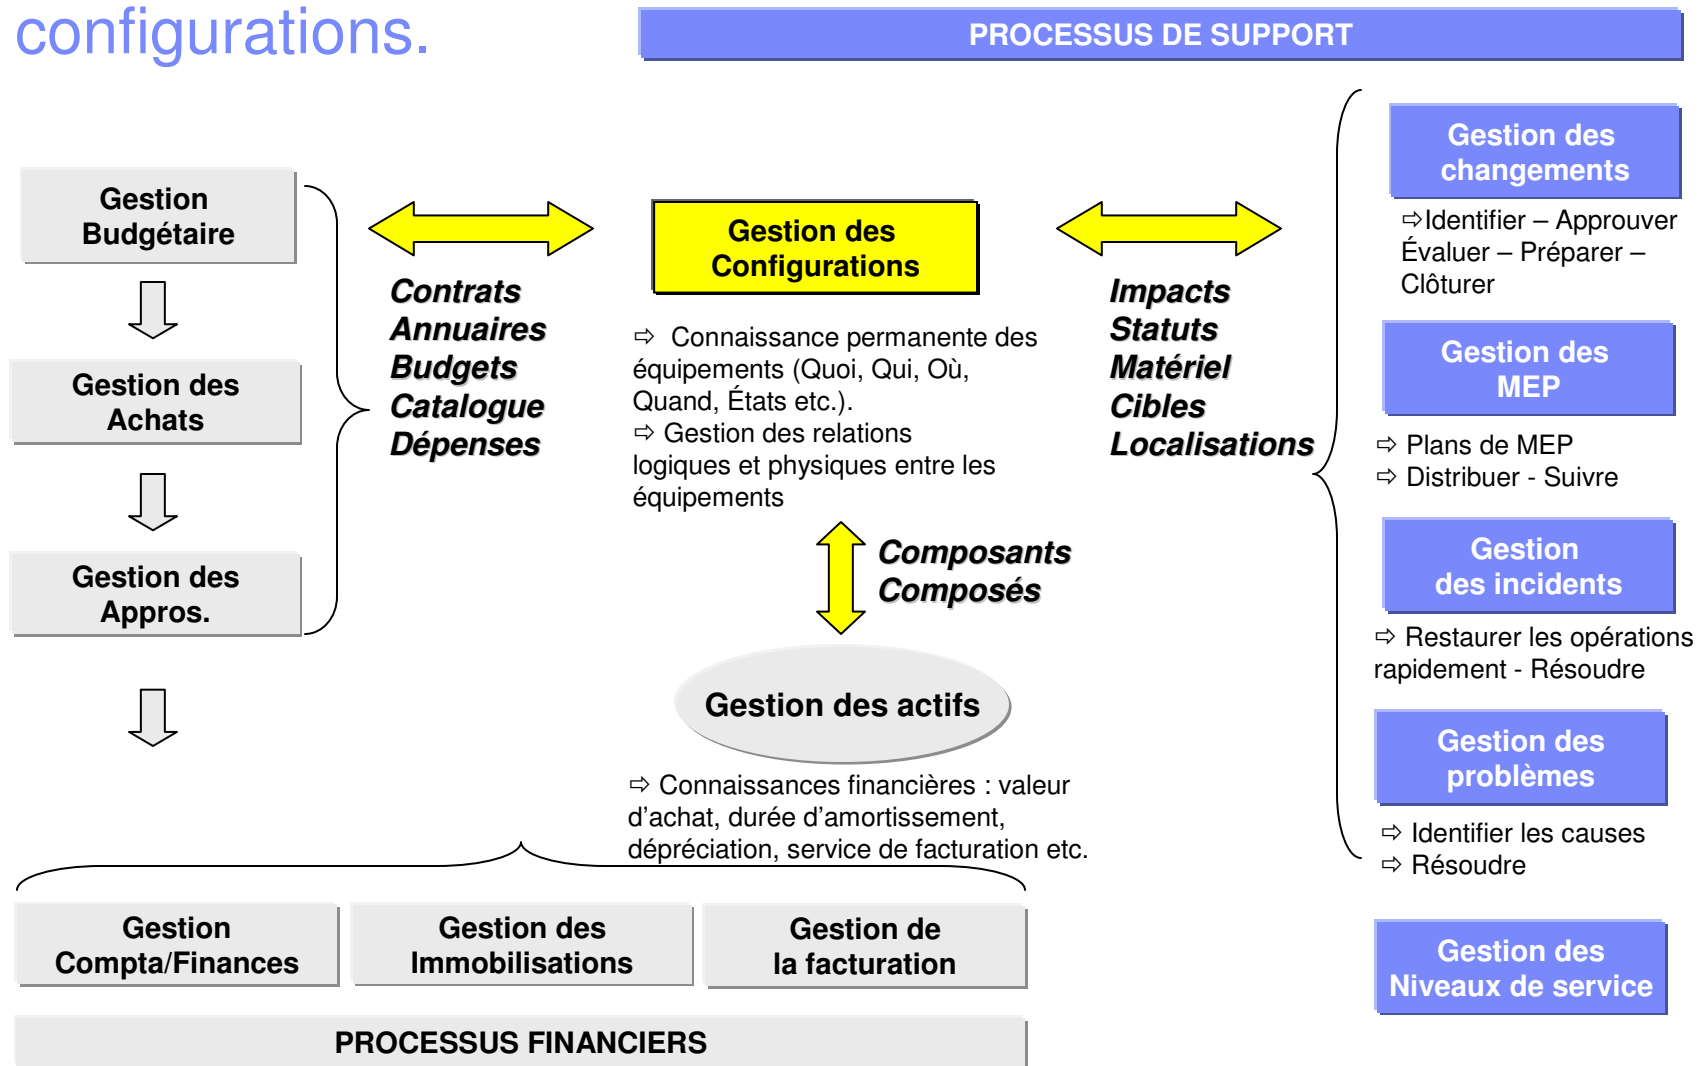 configurations.
PROCESSUS DE SUPPORT
Gestion
Budgétaire
Gestion des
Achats
Gestion des
Appros.
Contrats
Annuaires
Budgets
Catalogue
Dépenses
Gestion des
Configurations
⇨ Connaissance permanente des
équipements (Quoi, Qui, Où,
Quand, États etc.).
⇨ Gestion des relations
logiques et physiques entre les
équipements
Composants
Composés
Gestion des actifs
⇨ Connaissances financières : valeur
d’achat, durée d’amortissement,
dépréciation, service de facturation etc.
Impacts
Statuts
Matériel
Cibles
Localisations
Gestion des
changements
⇨Identifier – Approuver
Évaluer – Préparer –
Clôturer
Gestion des
MEP
⇨ Plans de MEP
⇨ Distribuer - Suivre
Gestion
des incidents
⇨ Restaurer les opérations
rapidement - Résoudre
Gestion des
problèmes
⇨ Identifier les causes
⇨ Résoudre
Gestion des
Niveaux de service
Gestion
Compta/Finances
Gestion des
Immobilisations
Gestion de
la facturation
PROCESSUS FINANCIERS